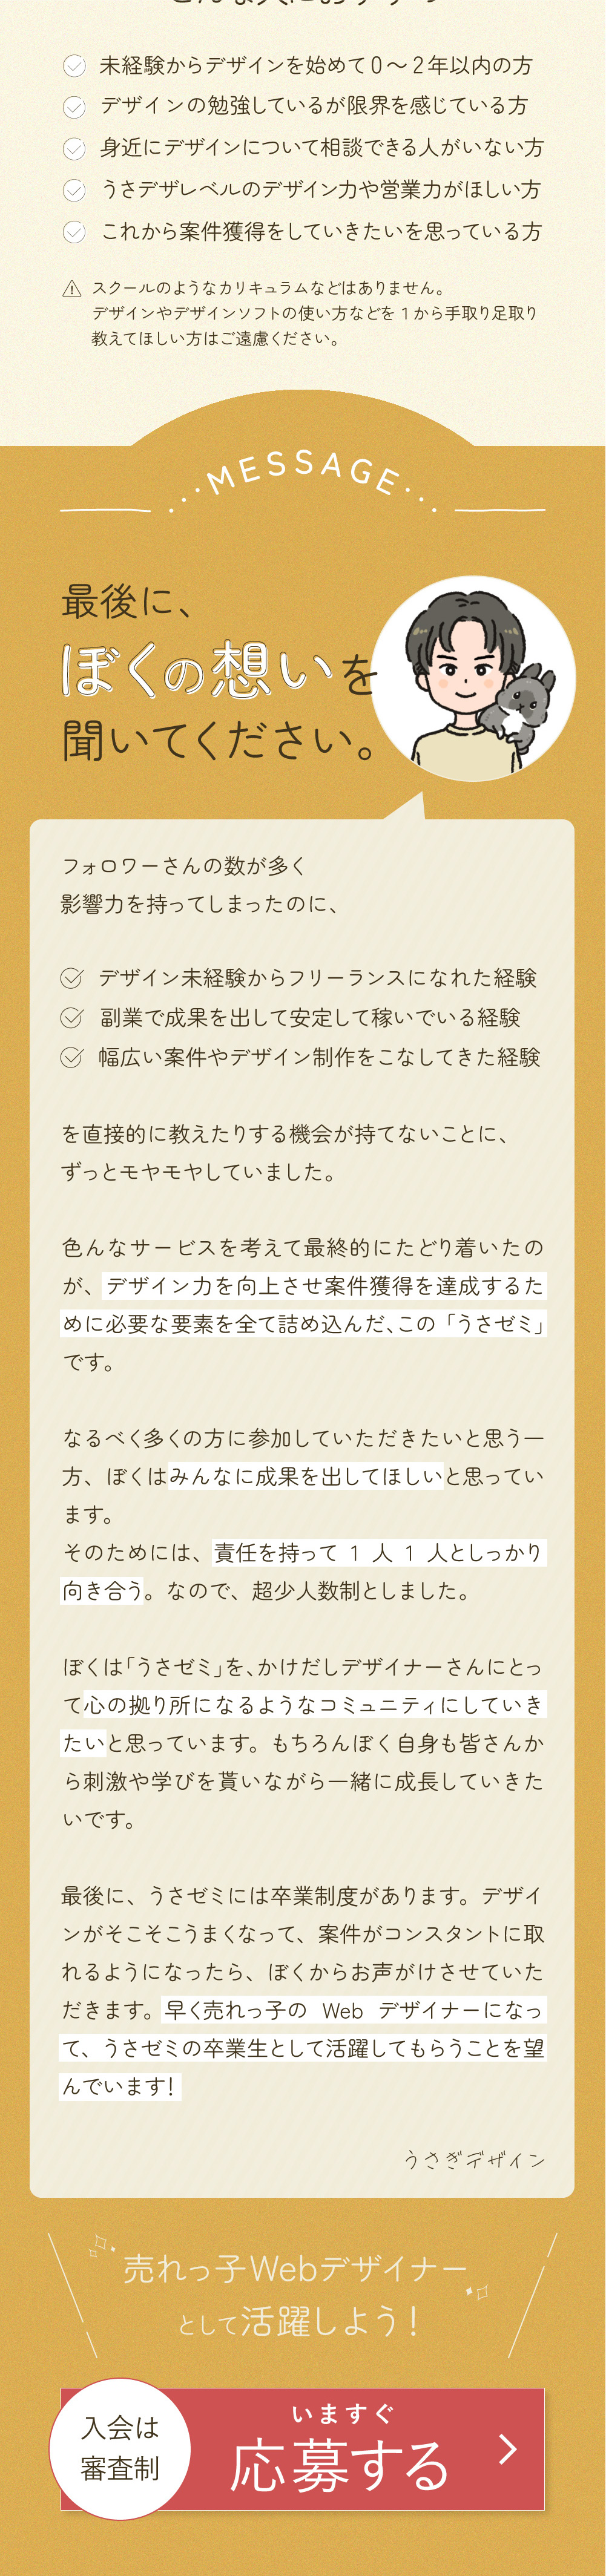 未経験からデザインを始めて0〜2年以内の方
デザインの勉強しているが限界を感じている方
身近にデザインについて相談できる人がいない方
うさデザレベルのデザイン力や営業力がほしい方
これから案件獲得をしていきたいを思っている方
スクールのようなカリキュラムなどはありません。
デザインやデザインソフトの使い方などを1から手取り足取り
教えてほしい方はご遠慮ください。
MESSAGE
最後に、
ぼくの想いを
聞いてください。
フォロワーさんの数が多く
影響力を持ってしまったのに、
デザイン未経験からフリーランスになれた経験
副業で成果を出して安定して稼いでいる経験
幅広い案件やデザイン制作をこなしてきた経験
を直接的に教えたりする機会が持てないことに、
ずっとモヤモヤしていました。
色んなサービスを考えて最終的にたどり着いたの
が、デザイン力を向上させ案件獲得を達成するた
めに必要な要素を全て詰め込んだ、この「うさゼミ」
です。
なるべく多くの方に参加していただきたいと思う一
方、ぼくはみんなに成果を出してほしいと思ってい
ます。
そのためには、責任を持って 1 人 1 人としっかり
向き合う。なので、超少人数制としました。
ぼくは「うさゼミ」を、かけだしデザイナーさんにとっ
て心の拠り所になるようなコミュニティにしていき
たいと思っています。もちろんぼく自身も皆さんか
ら刺激や学びを貰いながら一緒に成長していきた
いです。
最後に、うさゼミには卒業制度があります。デザイ
ンがそこそこうまくなって、案件がコンスタントに取
れるようになったら、ぼくからお声がけさせていた
だきます。早く売れっ子の Web デザイナーになっ
て、うさゼミの卒業生として活躍してもらうことを望
んでいます!
うさぎデザイン
売れっ子Webデザイナー
として活躍しよう!
入会は
審査制
いますぐ
応募する